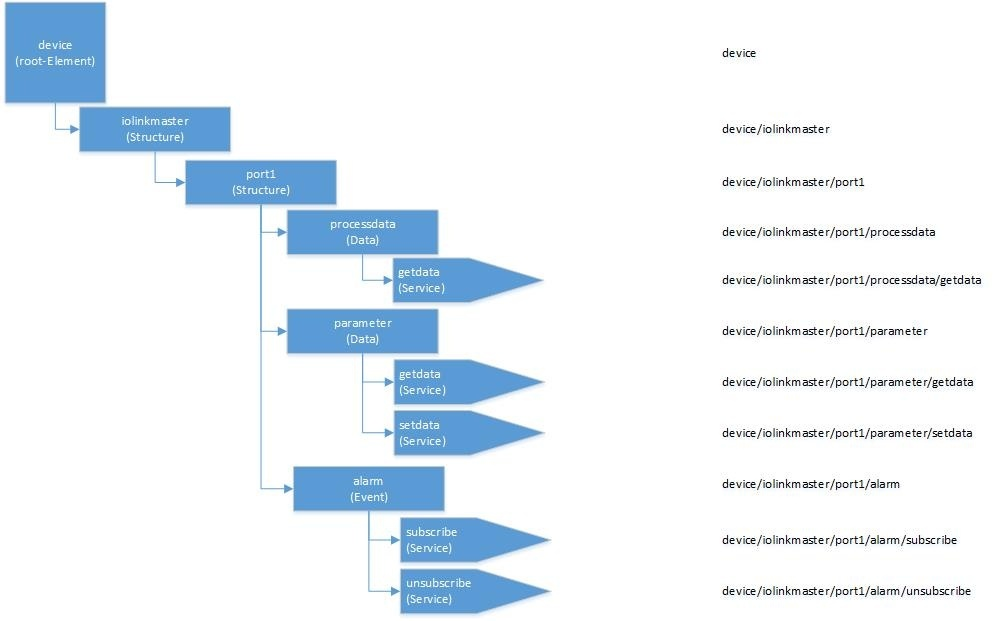 device
(root-Element)
device
iolinkmaster
(Structure)
device/iolinkmaster
port1
(Structure)
device/iolinkmaster/port1
processdata
(Data)
device/iolinkmaster/port1/processdata
getdata
(Service)
device/iolinkmaster/port1/processdata/getdata
parameter
(Data)
device/iolinkmaster/port1/parameter
getdata
(Service)
device/iolinkmaster/port1/parameter/getdata
setdata
(Service)
device/iolinkmaster/port1/parameter/setdata
alarm
(Event)
device/iolinkmaster/port1/alarm
subscribe
(Service)
device/iolinkmaster/port1/alarm/subscribe
unsubscribe
(Service)
device/iolinkmaster/port1/alarm/unsubscribe